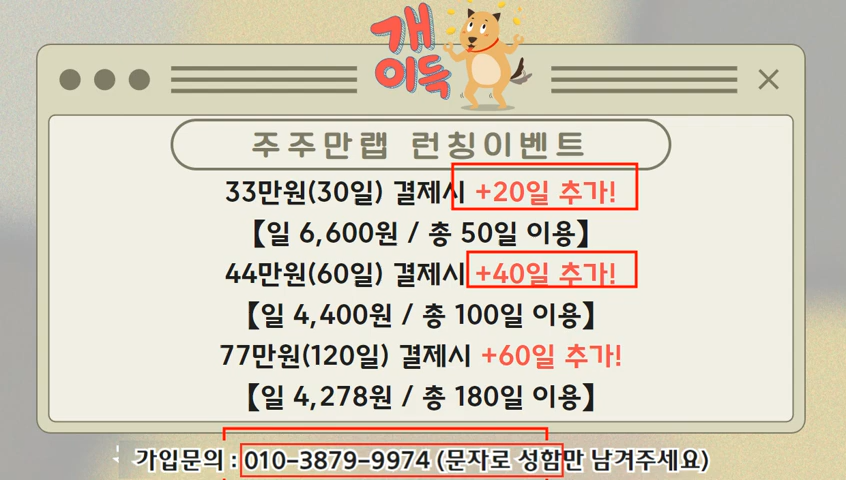 개
이득
주주만랩 런칭이벤트
33만원(30일) 결제시 +20일 추가!
【일 6,600원 / 총 50일 이용】
44만원(60일) 결제시 +40일 추가!
【일 4,400원 / 총 100일 이용】
77만원(120일) 결제시 +60일 추가!
【일 4,278원 / 총 180일 이용】
가입문의 : 010-3879-9974 (문자로 성함만 남겨주세요)